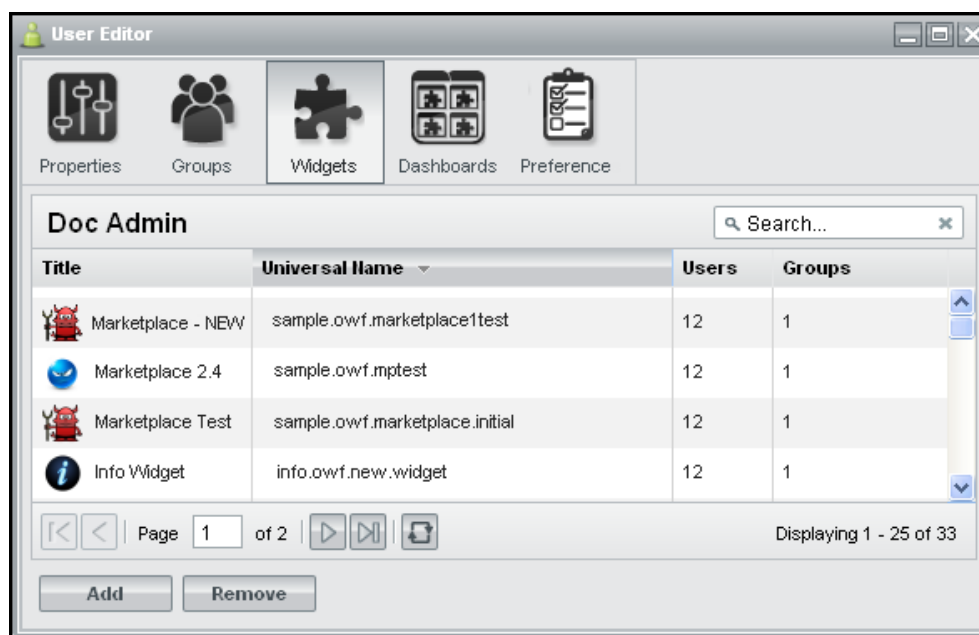 User Editor
Properties Groups Widgets Dashboards Preference
Doc Admin Search...
Title Universal Name Users Groups
Marketplace - NEW sample.owf.marketplace1test 12 1
Marketplace 2.4 sample.owf.mptest 12 1
Marketplace Test sample.owf.marketplace.initial 12 1
Info Widget info.owf.new.widget 12 1
Page 1 of 2 Displaying 1 - 25 of 33
Add Remove